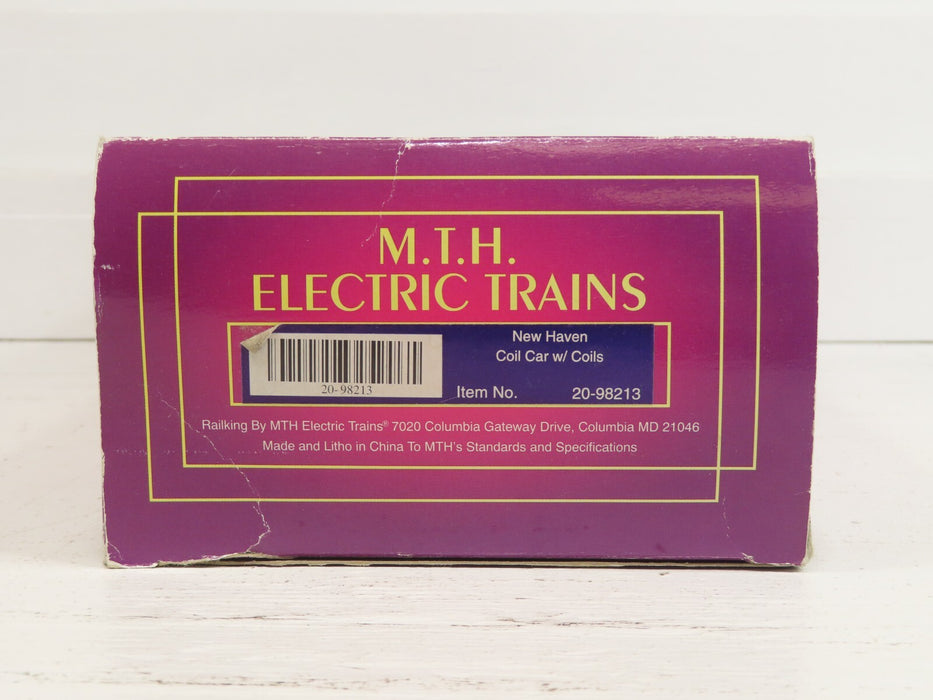 M.T.H.
ELECTRIC TRAINS
New Haven
Coil Car w/ Coils
20-98213
Item No. 20-98213
Railking By MTH Electric Trains® 7020 Columbia Gateway Drive, Columbia MD 21046
Made and Litho in China To MTH's Standards and Specifications